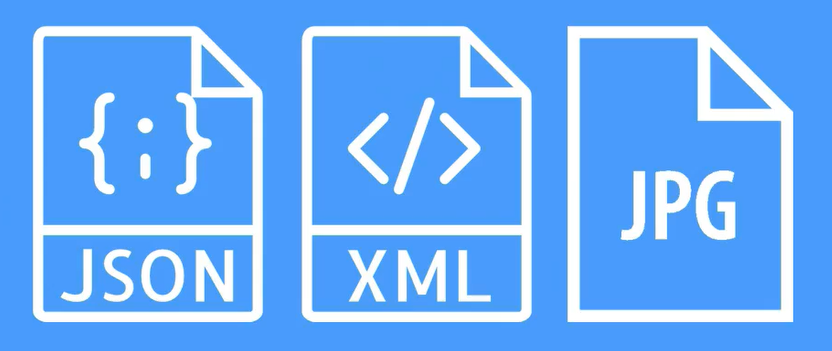 {;}
JSON
</>
XML
JPG